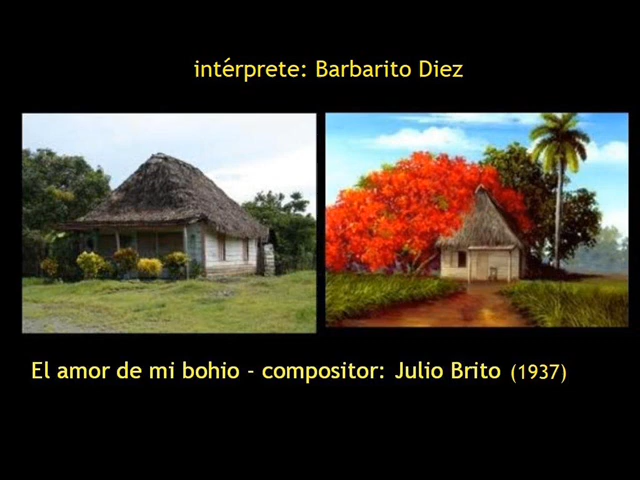 intérprete: Barbarito Diez
El amor de mi bohio - compositor: Julio Brito (1937)